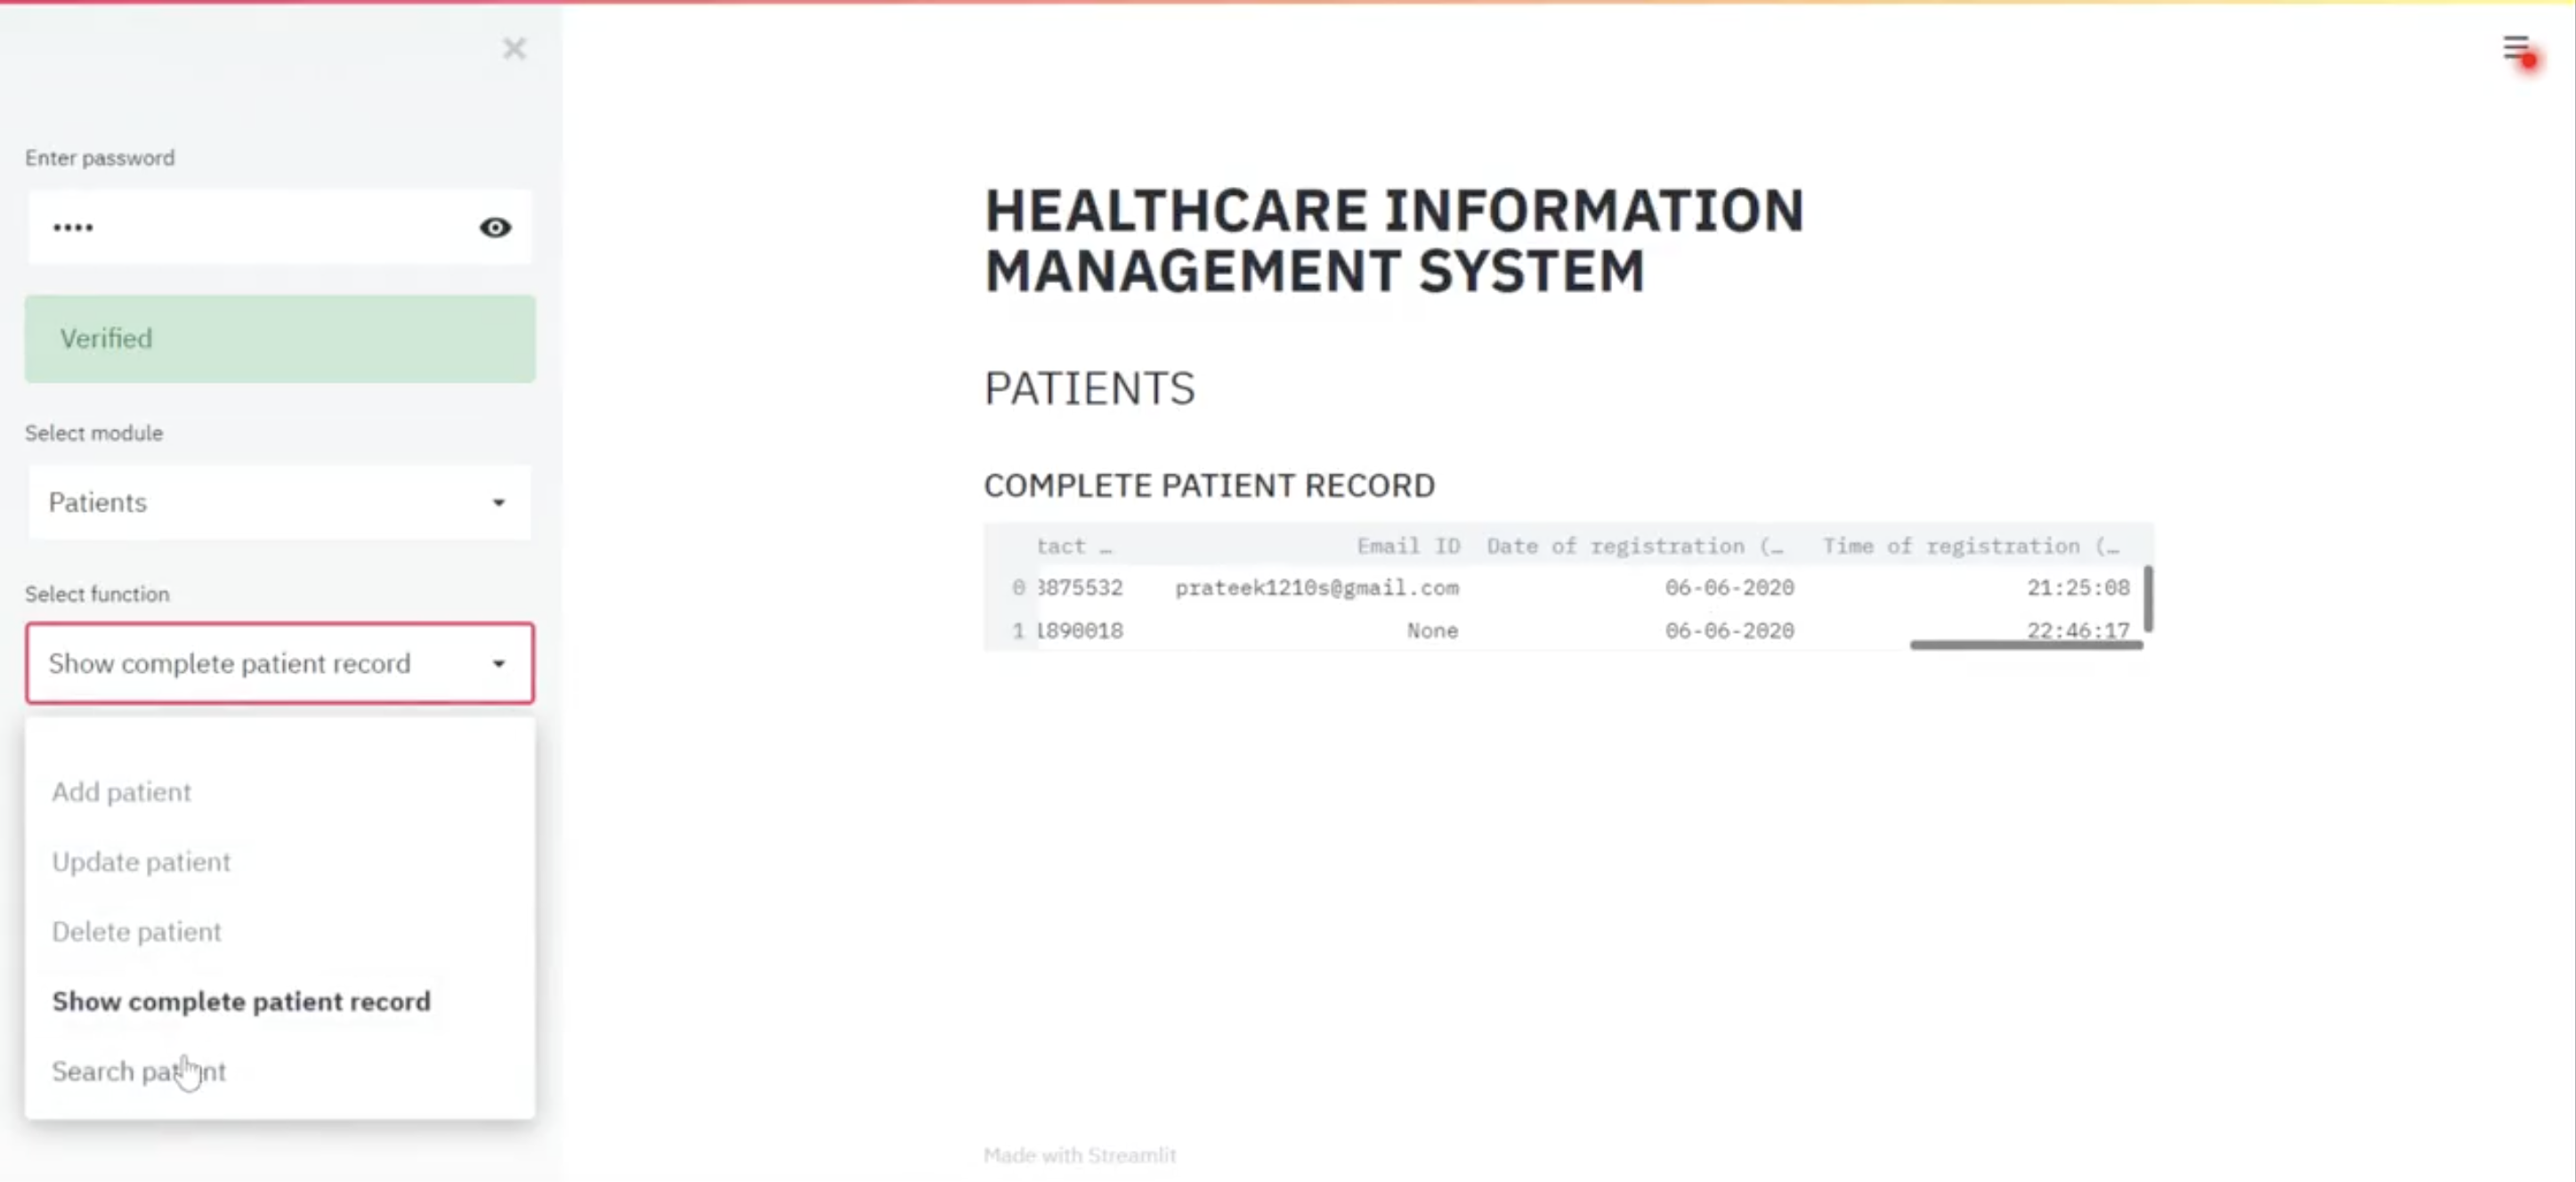 Enter password
••••
Verified
Select module
Patients
Select function
Show complete patient record
Add patient
Update patient
Delete patient
Show complete patient record
Search patient
HEALTHCARE INFORMATION
MANAGEMENT SYSTEM
PATIENTS
COMPLETE PATIENT RECORD
tact … Email ID Date of registration (… Time of registration (…
0 3875532 prateek1210s@gmail.com 06-06-2020 21:25:08
1 1890018 None 06-06-2020 22:46:17
Made with Streamlit